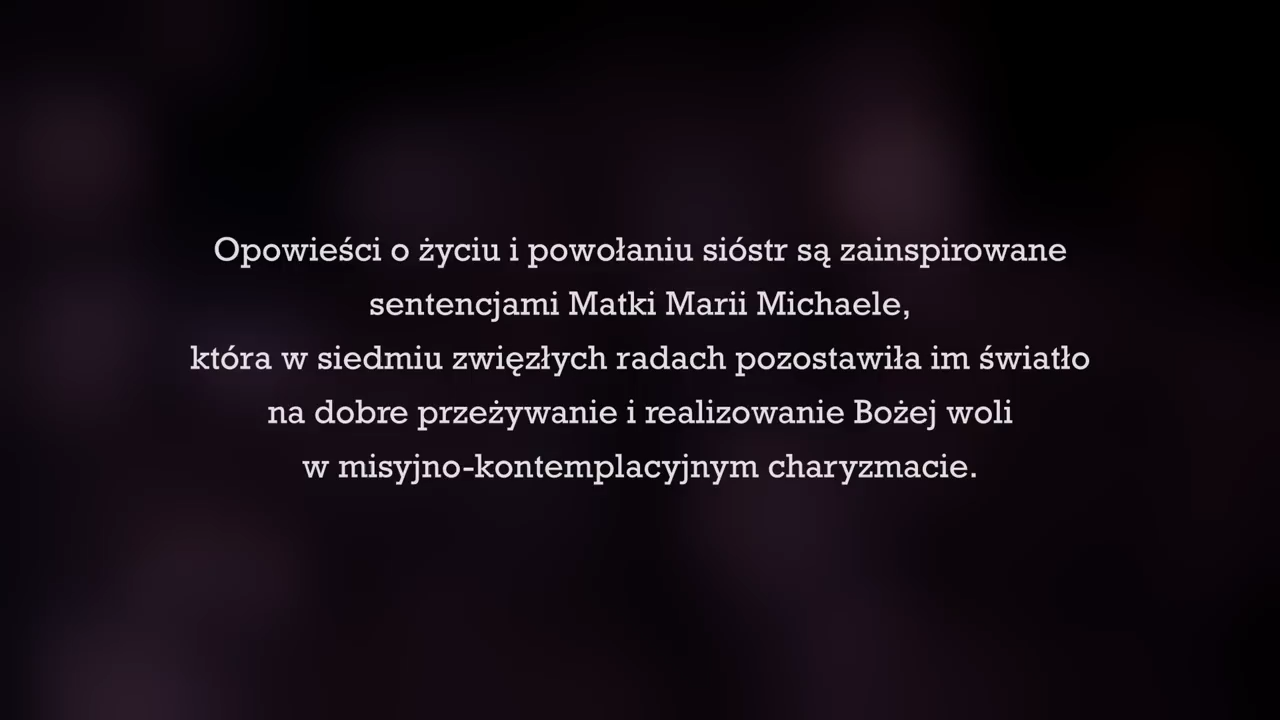 Opowieści o życiu i powołaniu sióstr są zainspirowane
sentencjami Matki Marii Michaele,
która w siedmiu zwięzłych radach pozostawiła im światło
na dobre przeżywanie i realizowanie Bożej woli
w misyjno-kontemplacyjnym charyzmacie.